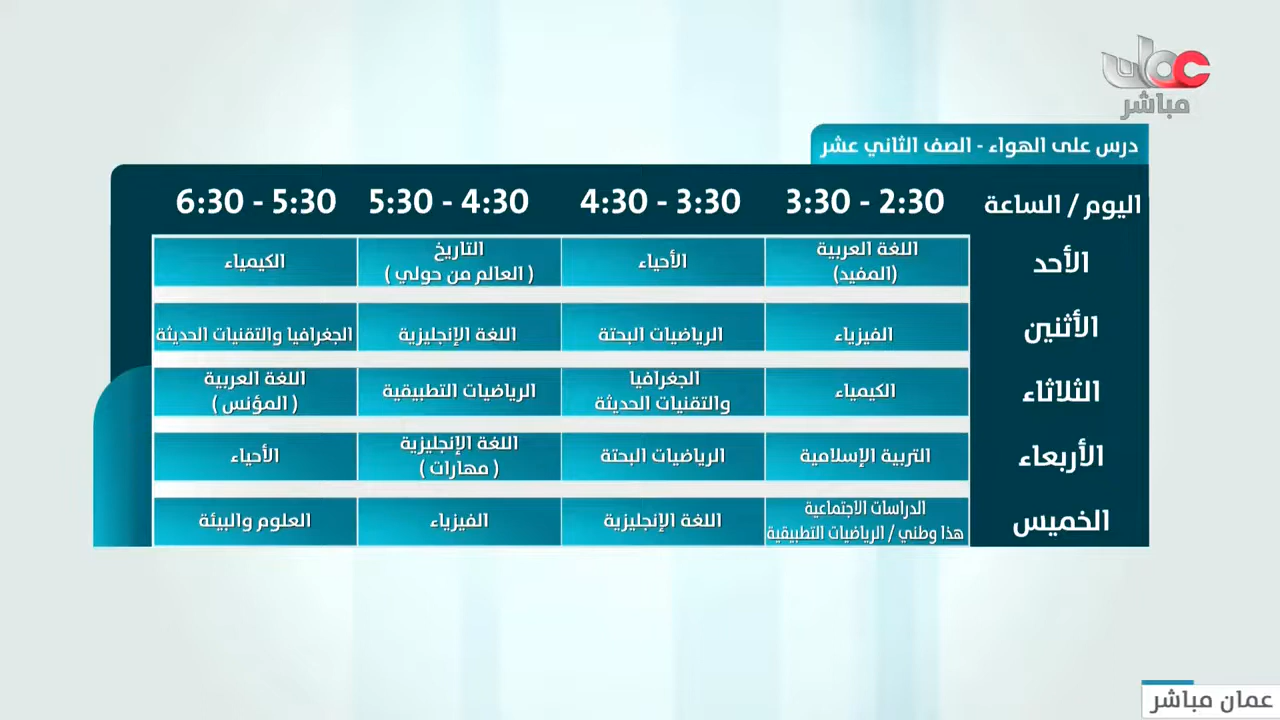 عمان
مباشر
درس على الهواء - الصف الثاني عشر
اليوم / الساعة
2:30 - 3:30
3:30 - 4:30
4:30 - 5:30
5:30 - 6:30
الأحد
اللغة العربية
(المفيد)
الأحياء
التاريخ
( العالم من حولي )
الكيمياء
الأثنين
الفيزياء
الرياضيات البحتة
اللغة الإنجليزية
الجغرافيا والتقنيات الحديثة
الثلاثاء
الكيمياء
الجغرافيا
والتقنيات الحديثة
الرياضيات التطبيقية
اللغة العربية
( المؤنس )
الأربعاء
التربية الإسلامية
الرياضيات البحتة
اللغة الإنجليزية
( مهارات )
الأحياء
الخميس
الدراسات الاجتماعية
هذا وطني / الرياضيات التطبيقية
اللغة الإنجليزية
الفيزياء
العلوم والبيئة
عمان مباشر